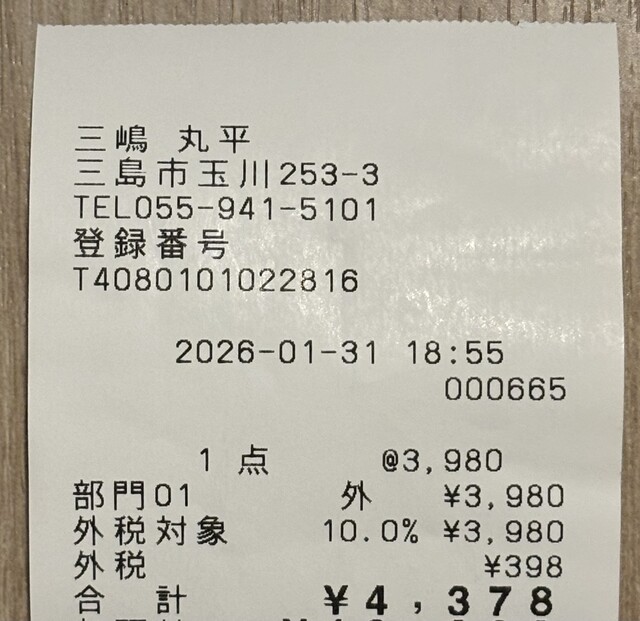 三嶋 丸平
三島市玉川253-3
TEL055-941-5101
登録番号
T4080101022816
2026-01-31 18:55
000665
1点 @3,980
部門01 外 ¥3,980
外税対象 10.0% ¥3,980
外税 ¥398
合計 ¥4,378